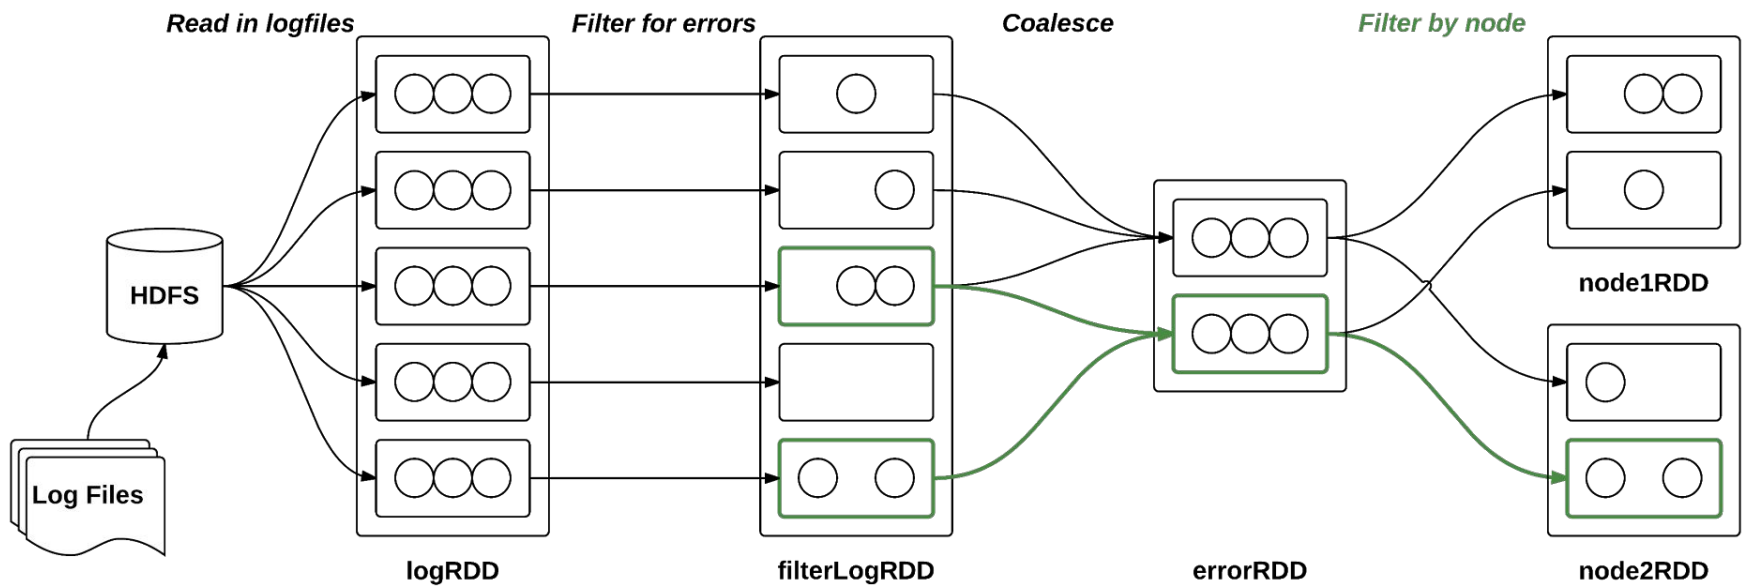 Read in logfiles
Filter for errors
Coalesce
Filter by node
HDFS
Log Files
logRDD
filterLogRDD
errorRDD
node1RDD
node2RDD